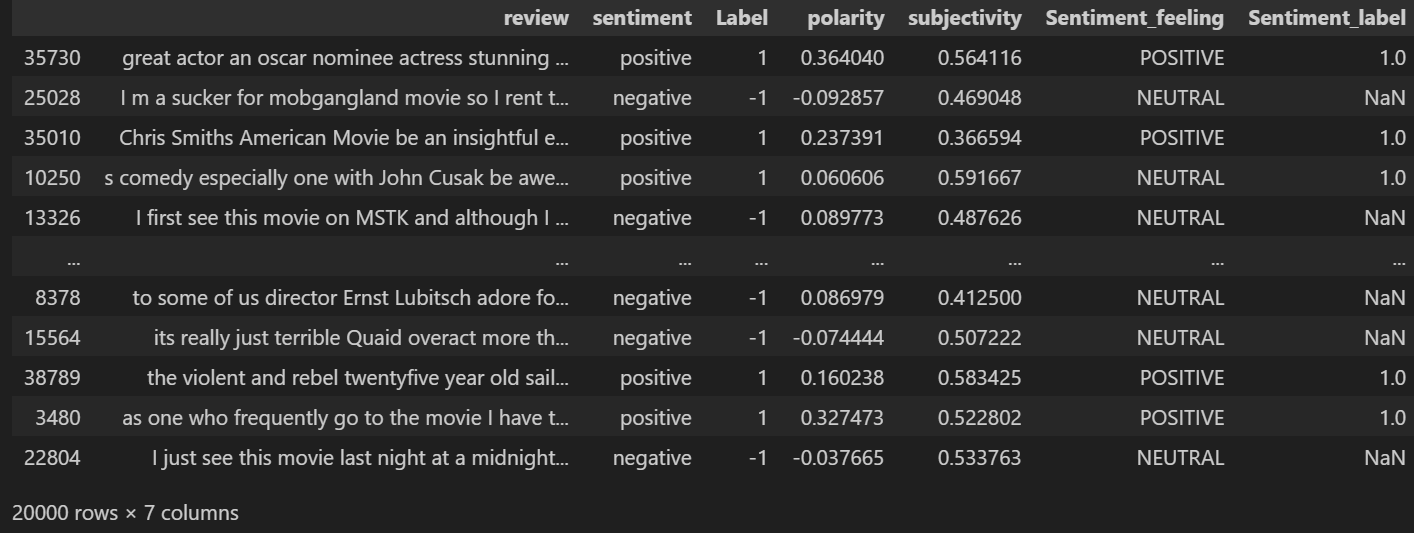 review sentiment Label polarity subjectivity Sentiment_feeling Sentiment_label
35730 great actor an oscar nominee actress stunning ... positive 1 0.364040 0.564116 POSITIVE 1.0
25028 I m a sucker for mobgangland movie so I rent t... negative -1 -0.092857 0.469048 NEUTRAL NaN
35010 Chris Smiths American Movie be an insightful e... positive 1 0.237391 0.366594 POSITIVE 1.0
10250 s comedy especially one with John Cusak be awe... positive 1 0.060606 0.591667 NEUTRAL 1.0
13326 I first see this movie on MSTK and although I ... negative -1 0.089773 0.487626 NEUTRAL NaN
... ... ... ... ... ... ... ...
8378 to some of us director Ernst Lubitsch adore fo... negative -1 0.086979 0.412500 NEUTRAL NaN
15564 its really just terrible Quaid overact more th... negative -1 -0.074444 0.507222 NEUTRAL NaN
38789 the violent and rebel twentyfive year old sail... positive 1 0.160238 0.583425 POSITIVE 1.0
3480 as one who frequently go to the movie I have t... positive 1 0.327473 0.522802 POSITIVE 1.0
22804 I just see this movie last night at a midnight... negative -1 -0.037665 0.533763 NEUTRAL NaN
20000 rows × 7 columns